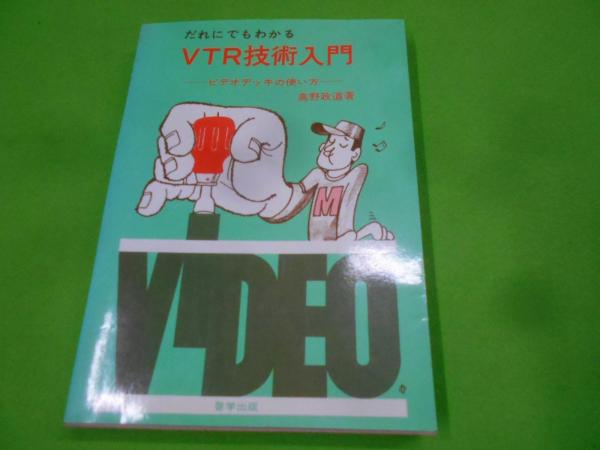 だれにでもわかる
VTR技術入門
──ビデオデッキの使い方──
高野政道著
M
VIDEO
啓学出版